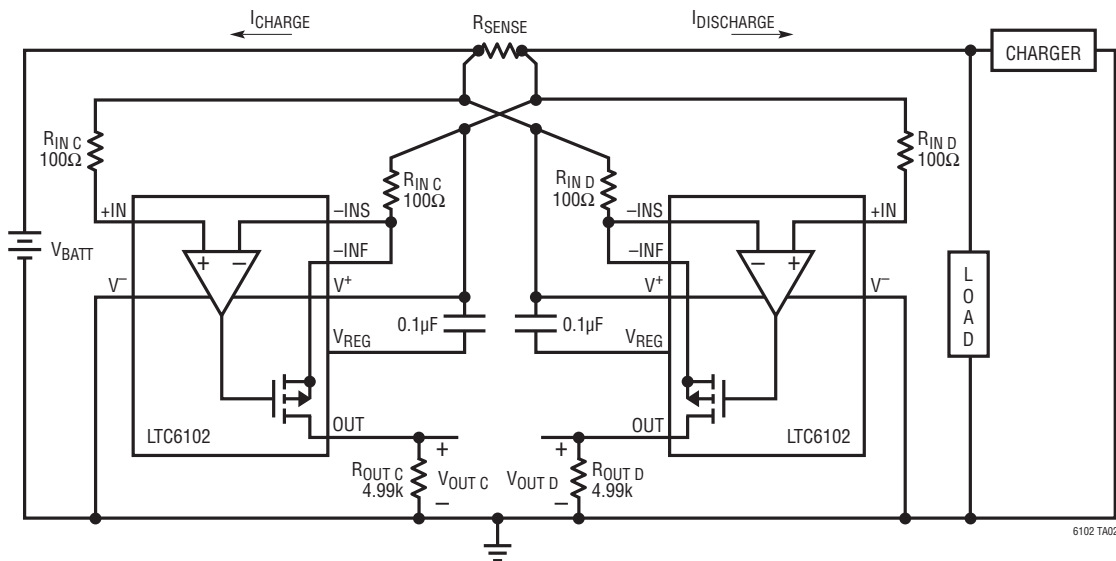 ICHARGE
RSENSE
IDISCHARGE
CHARGER
RIN C
100Ω
RIN C
100Ω
RIN D
100Ω
RIN D
100Ω
+IN
–INS
–INS
+IN
–INF
–INF
+ –
– +
VBATT
V–
V+
V+
V–
0.1µF
0.1µF
VREG
VREG
LOAD
OUT
OUT
LTC6102
LTC6102
+
+
ROUT C
4.99k
VOUT C
VOUT D
ROUT D
4.99k
–
–
6102 TA02